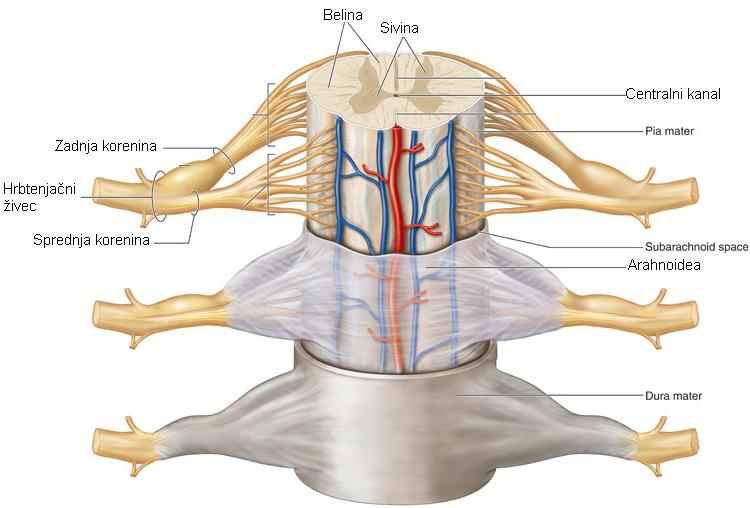 Belina
Sivina
Centralni kanal
Pia mater
Zadnja korenina
Hrbtenjačni
živec
Sprednja korenina
Subarachnoid space
Arahnoidea
Dura mater